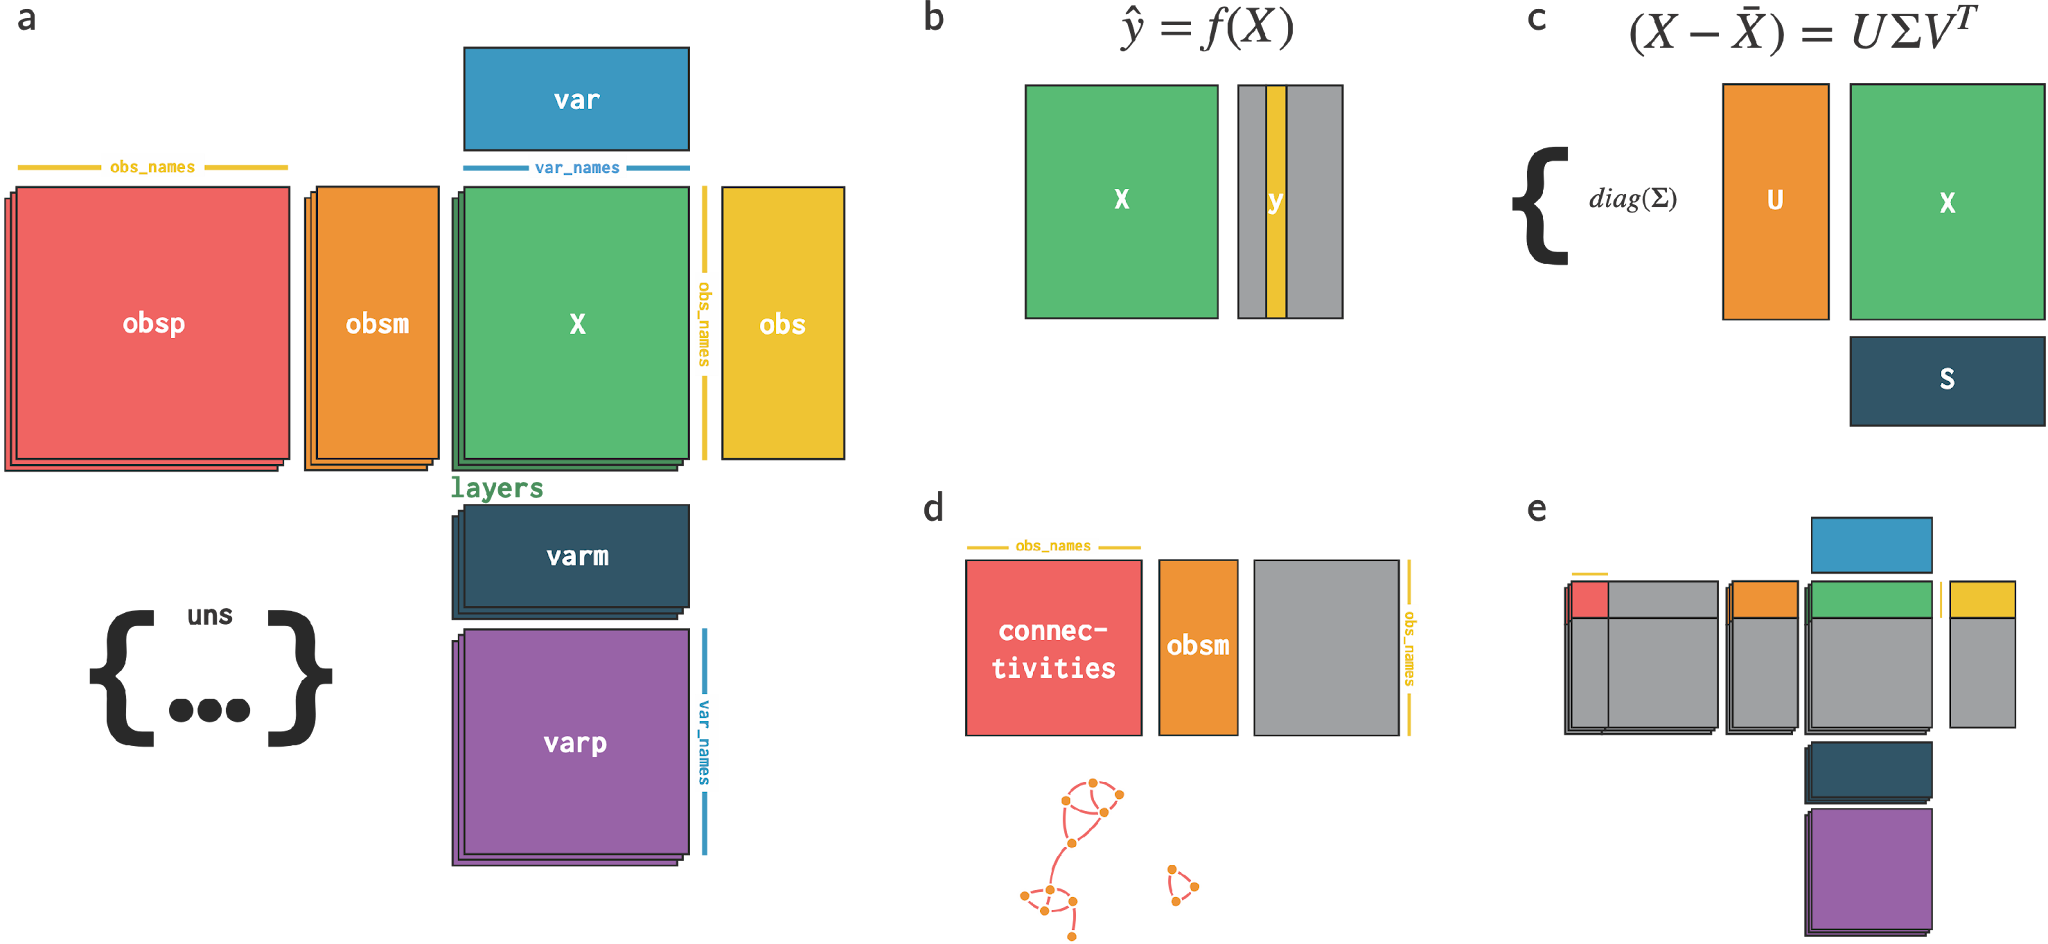 a
var
obs_names
var_names
obsp
obsm
X
obs_names
obs
layers
varm
uns
{ ... }
varp
var_names
b
ŷ = f(X)
X
y
c
(X − X̄) = UΣV^T
{
diag(Σ)
U
X
S
d
obs_names
connec-
tivities
obsm
obs_names
e